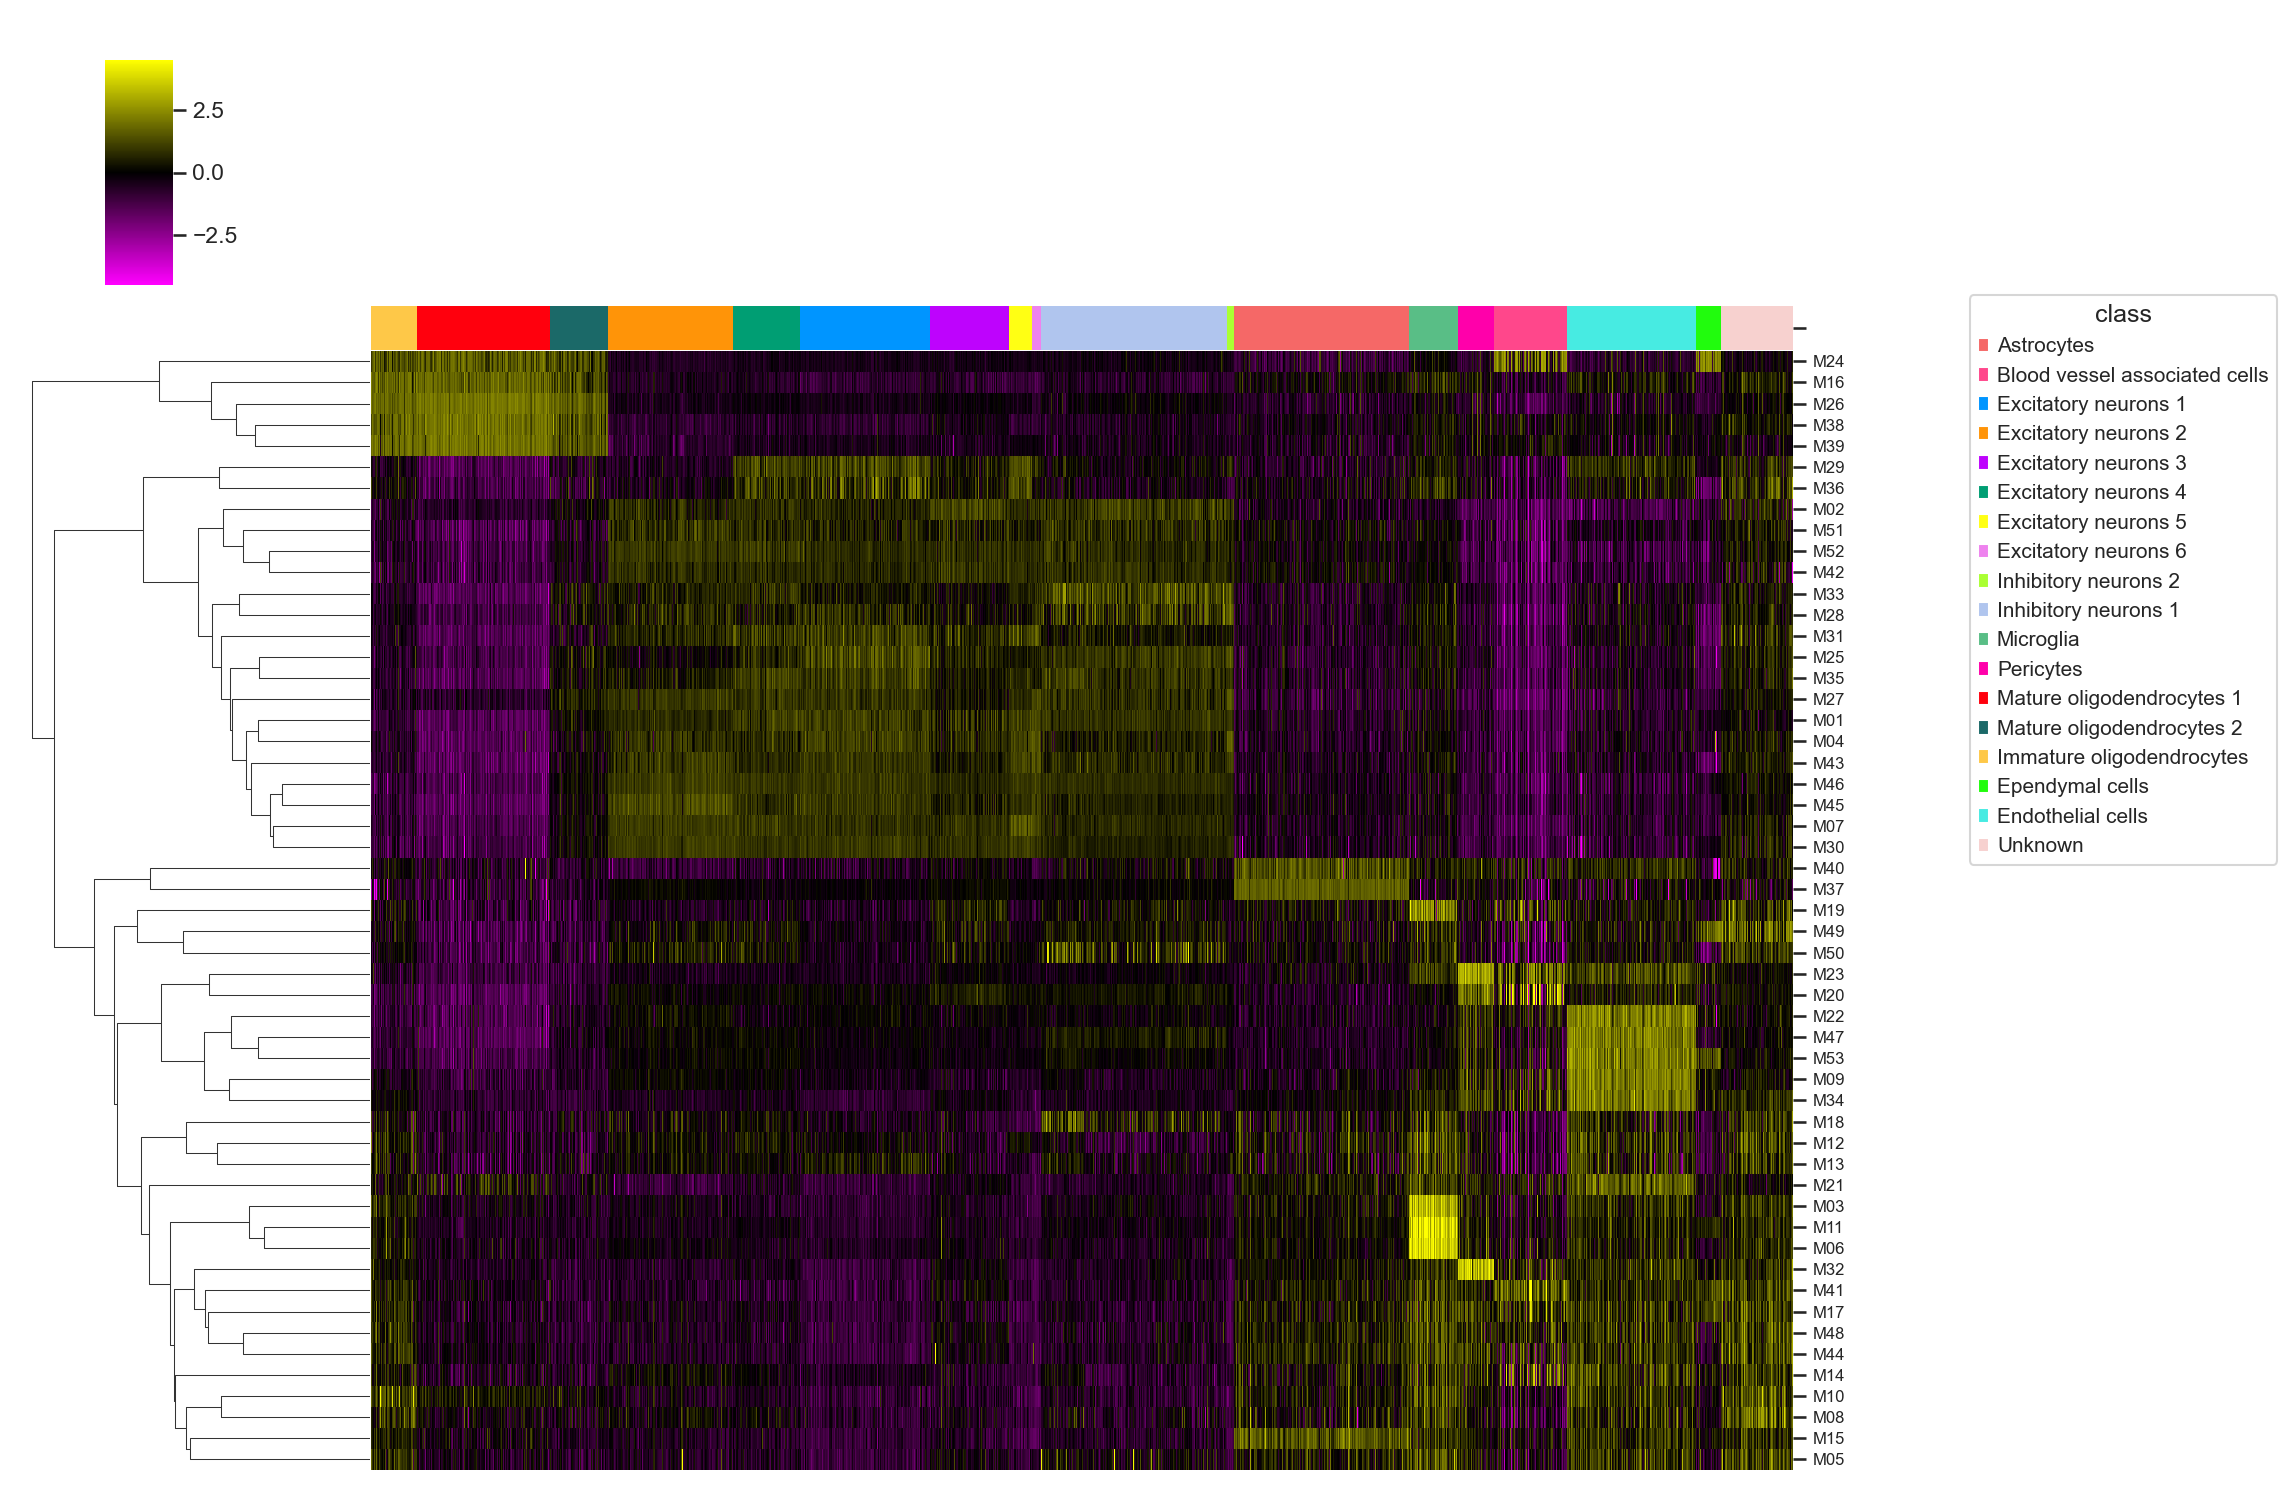 2.5
0.0
−2.5
class
Astrocytes
Blood vessel associated cells
Excitatory neurons 1
Excitatory neurons 2
Excitatory neurons 3
Excitatory neurons 4
Excitatory neurons 5
Excitatory neurons 6
Inhibitory neurons 2
Inhibitory neurons 1
Microglia
Pericytes
Mature oligodendrocytes 1
Mature oligodendrocytes 2
Immature oligodendrocytes
Ependymal cells
Endothelial cells
Unknown
M24
M16
M26
M38
M39
M29
M36
M02
M51
M52
M42
M33
M28
M31
M25
M35
M27
M01
M04
M43
M46
M45
M07
M30
M40
M37
M19
M49
M50
M23
M20
M22
M47
M53
M09
M34
M18
M12
M13
M21
M03
M11
M06
M32
M41
M17
M48
M44
M14
M10
M08
M15
M05